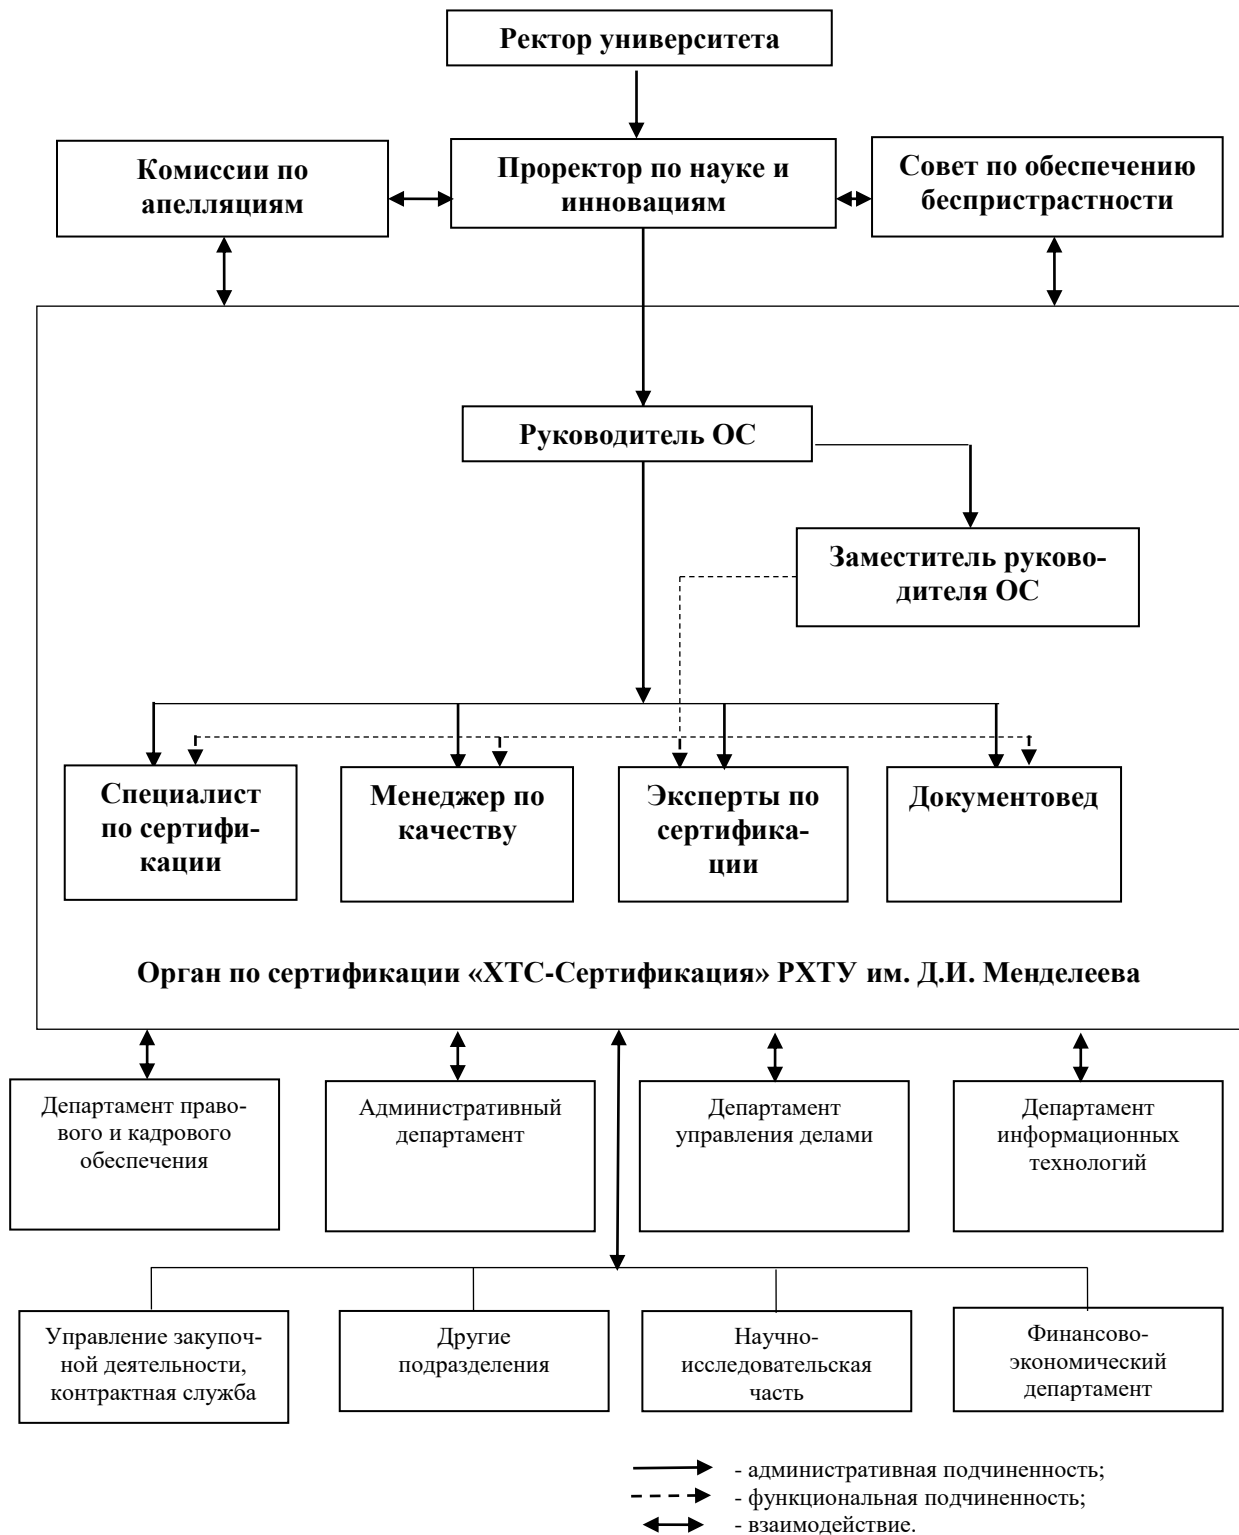 Ректор университета
Комиссии по
апелляциям
Проректор по науке и
инновациям
Совет по обеспечению
беспристрастности
Руководитель ОС
Заместитель руково-
дителя ОС
Специалист
по сертифи-
кации
Менеджер по
качеству
Эксперты по
сертифика-
ции
Документовед
Орган по сертификации «ХТС-Сертификация» РХТУ им. Д.И. Менделеева
Департамент право-
вого и кадрового
обеспечения
Административный
департамент
Департамент
управления делами
Департамент
информационных
технологий
Управление закупоч-
ной деятельности,
контрактная служба
Другие
подразделения
Научно-
исследовательская
часть
Финансово-
экономический
департамент
- административная подчиненность;
- функциональная подчиненность;
- взаимодействие.